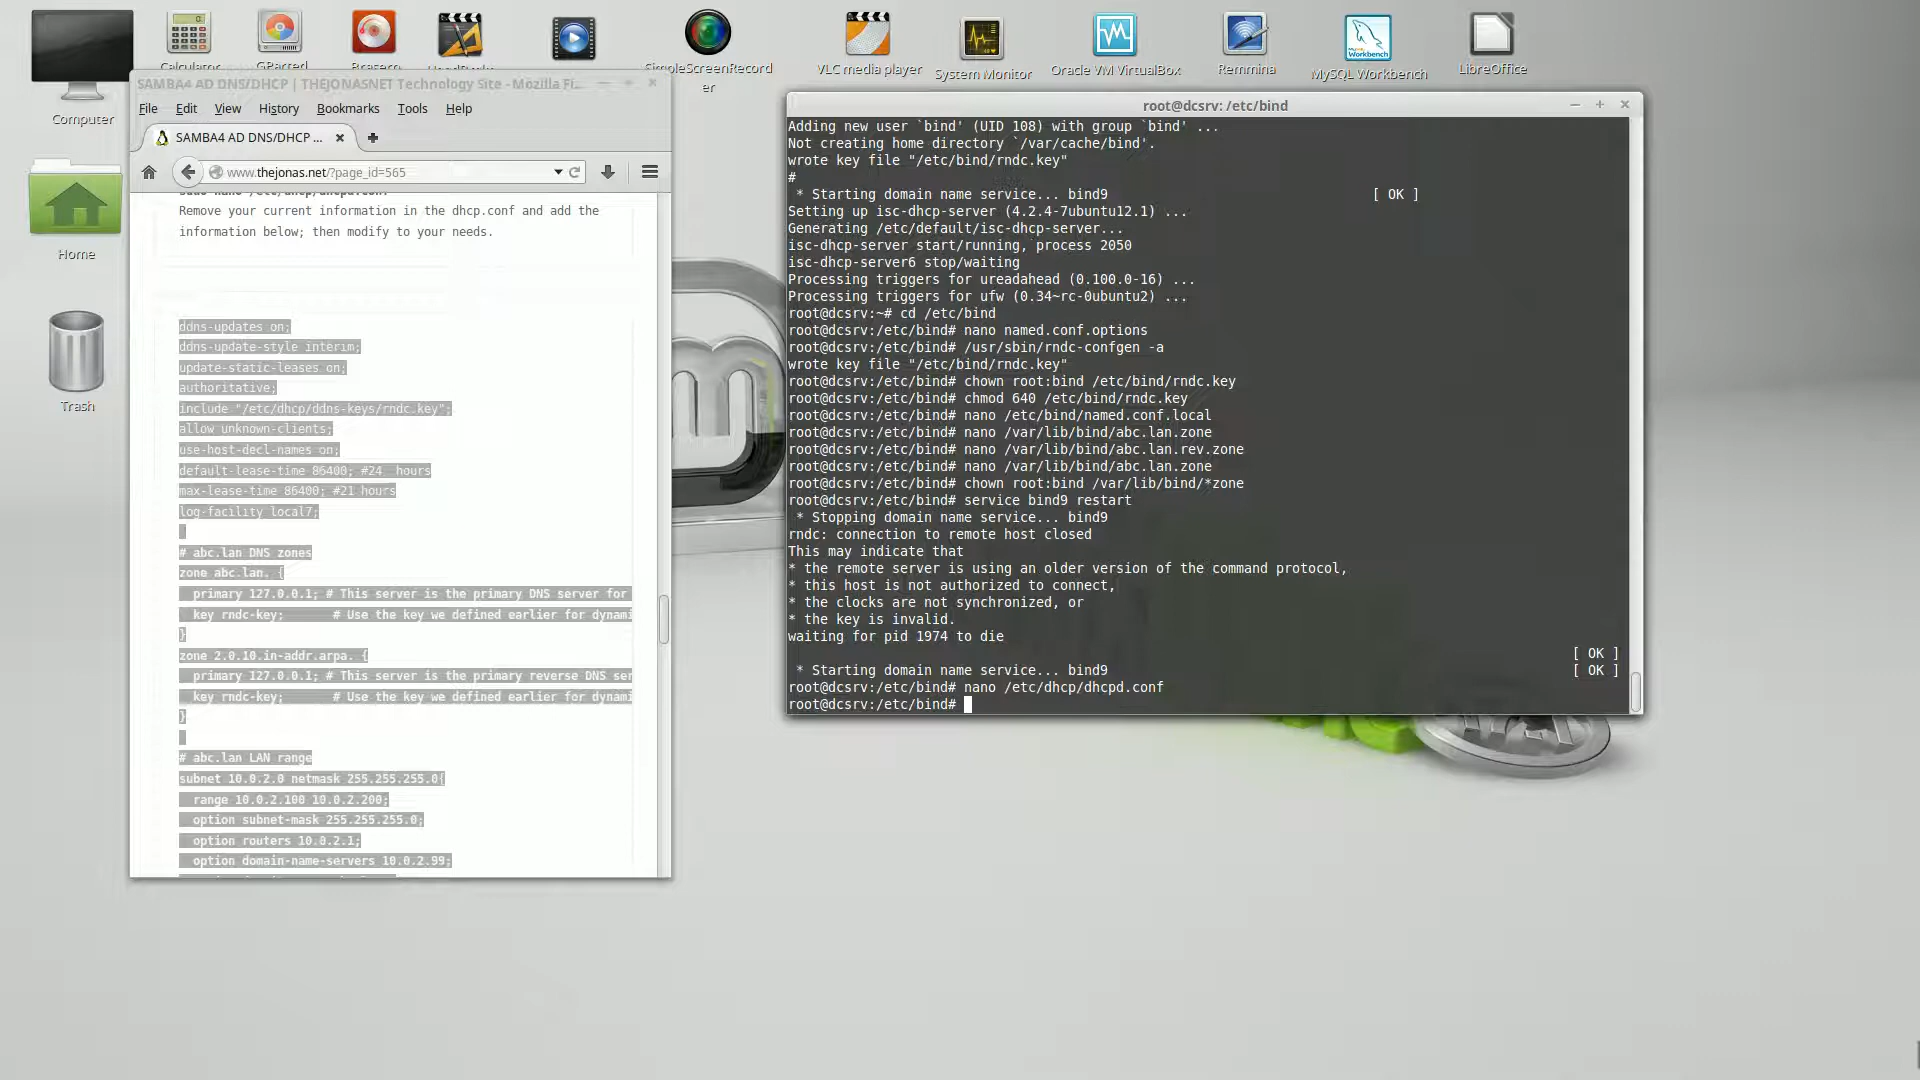 Computer
Home
Trash
VLC media player
System Monitor
Oracle VM VirtualBox
Remmina
MySQL Workbench
LibreOffice
SimpleScreenRecord
er
SAMBA4 AD DNS/DHCP | THEJONASNET Technology Site - Mozilla Fi...
File Edit View History Bookmarks Tools Help
SAMBA4 AD DNS/DHCP ...
www.thejonas.net/?page_id=565
Remove your current information in the dhcp.conf and add the
information below; then modify to your needs.
ddns-updates on;
ddns-update-style interim;
update-static-leases on;
authoritative;
include "/etc/dhcp/ddns-keys/rndc.key";
allow unknown-clients;
use-host-decl-names on;
default-lease-time 86400; #24 hours
max-lease-time 86400; #21 hours
log-facility local7;
# abc.lan DNS zones
zone abc.lan. {
primary 127.0.0.1; # This server is the primary DNS server for
key rndc-key; # Use the key we defined earlier for dynami
}
zone 2.0.10.in-addr.arpa. {
primary 127.0.0.1; # This server is the primary reverse DNS ser
key rndc-key; # Use the key we defined earlier for dynami
}
# abc.lan LAN range
subnet 10.0.2.0 netmask 255.255.255.0{
range 10.0.2.100 10.0.2.200;
option subnet-mask 255.255.255.0;
option routers 10.0.2.1;
option domain-name-servers 10.0.2.99;
root@dcsrv: /etc/bind
Adding new user `bind' (UID 108) with group `bind' ...
Not creating home directory `/var/cache/bind'.
wrote key file "/etc/bind/rndc.key"
#
* Starting domain name service... bind9 [ OK ]
Setting up isc-dhcp-server (4.2.4-7ubuntu12.1) ...
Generating /etc/default/isc-dhcp-server...
isc-dhcp-server start/running, process 2050
isc-dhcp-server6 stop/waiting
Processing triggers for ureadahead (0.100.0-16) ...
Processing triggers for ufw (0.34~rc-0ubuntu2) ...
root@dcsrv:~# cd /etc/bind
root@dcsrv:/etc/bind# nano named.conf.options
root@dcsrv:/etc/bind# /usr/sbin/rndc-confgen -a
wrote key file "/etc/bind/rndc.key"
root@dcsrv:/etc/bind# chown root:bind /etc/bind/rndc.key
root@dcsrv:/etc/bind# chmod 640 /etc/bind/rndc.key
root@dcsrv:/etc/bind# nano /etc/bind/named.conf.local
root@dcsrv:/etc/bind# nano /var/lib/bind/abc.lan.zone
root@dcsrv:/etc/bind# nano /var/lib/bind/abc.lan.rev.zone
root@dcsrv:/etc/bind# nano /var/lib/bind/abc.lan.zone
root@dcsrv:/etc/bind# chown root:bind /var/lib/bind/*zone
root@dcsrv:/etc/bind# service bind9 restart
* Stopping domain name service... bind9
rndc: connection to remote host closed
This may indicate that
* the remote server is using an older version of the command protocol,
* this host is not authorized to connect,
* the clocks are not synchronized, or
* the key is invalid.
waiting for pid 1974 to die
[ OK ]
* Starting domain name service... bind9 [ OK ]
root@dcsrv:/etc/bind# nano /etc/dhcp/dhcpd.conf
root@dcsrv:/etc/bind#